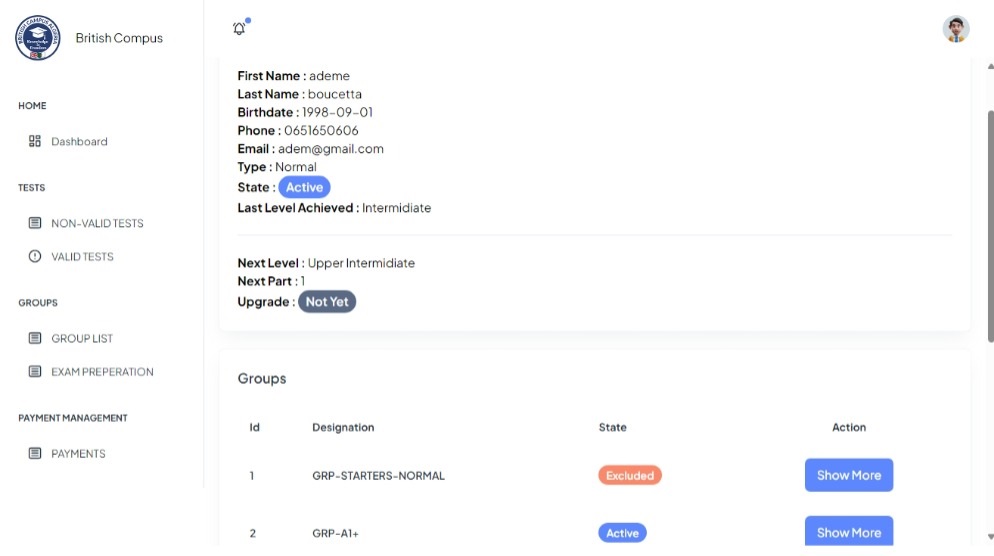 British Compus
HOME
Dashboard
TESTS
NON-VALID TESTS
VALID TESTS
GROUPS
GROUP LIST
EXAM PREPERATION
PAYMENT MANAGEMENT
PAYMENTS
First Name : ademe
Last Name : boucetta
Birthdate : 1998-09-01
Phone : 0651650606
Email : adem@gmail.com
Type : Normal
State : Active
Last Level Achieved : Intermidiate
Next Level : Upper Intermidiate
Next Part : 1
Upgrade : Not Yet
Groups
Id Designation State Action
1 GRP-STARTERS-NORMAL Excluded Show More
2 GRP-A1+ Active Show More